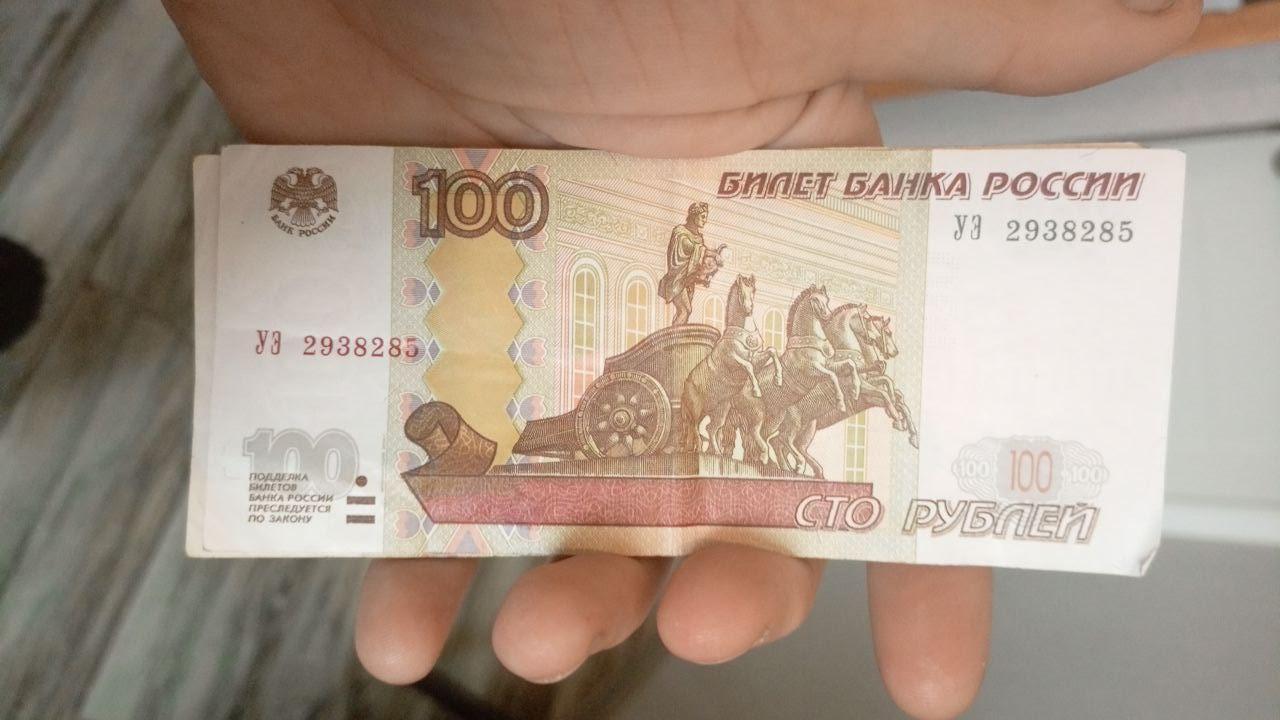 100
БИЛЕТ БАНКА РОССИИ
БАНК РОССИИ
УЭ 2938285
УЭ 2938285
100
ПОДДЕЛКА
БИЛЕТОВ
БАНКА РОССИИ
ПРЕСЛЕДУЕТСЯ
ПО ЗАКОНУ
100 100 100
СТО РУБЛЕЙ